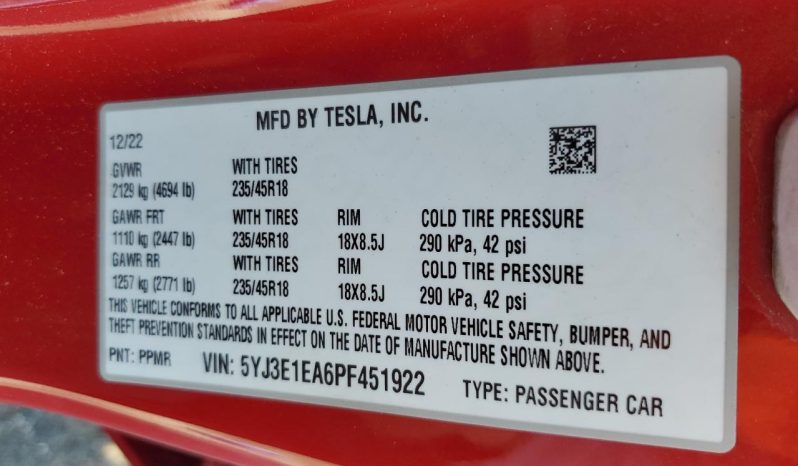 MFD BY TESLA, INC.
12/22
GVWR WITH TIRES
2129 kg (4694 lb) 235/45R18
GAWR FRT WITH TIRES RIM COLD TIRE PRESSURE
1110 kg (2447 lb) 235/45R18 18X8.5J 290 kPa, 42 psi
GAWR RR WITH TIRES RIM COLD TIRE PRESSURE
1257 kg (2771 lb) 235/45R18 18X8.5J 290 kPa, 42 psi
THIS VEHICLE CONFORMS TO ALL APPLICABLE U.S. FEDERAL MOTOR VEHICLE SAFETY, BUMPER, AND
THEFT PREVENTION STANDARDS IN EFFECT ON THE DATE OF MANUFACTURE SHOWN ABOVE.
PNT: PPMR VIN: 5YJ3E1EA6PF451922 TYPE: PASSENGER CAR